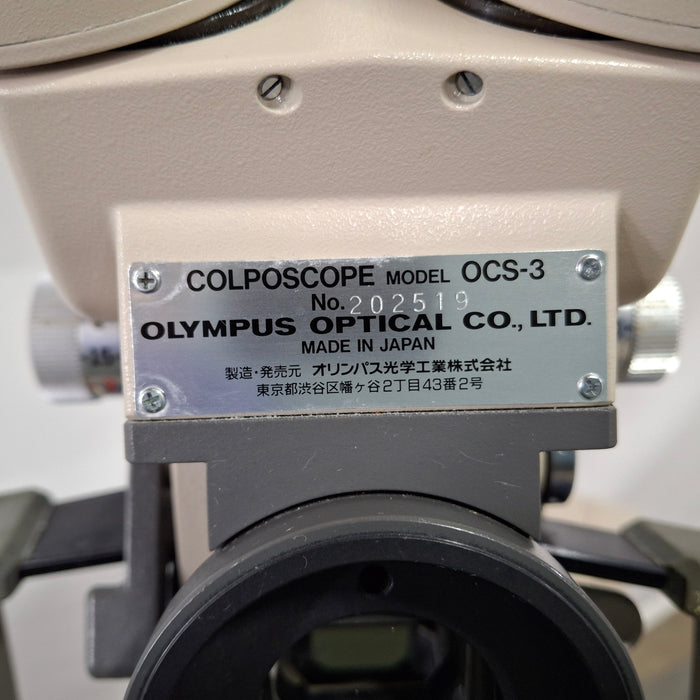 COLPOSCOPE MODEL OCS-3
No. 202519
OLYMPUS OPTICAL CO., LTD.
MADE IN JAPAN
製造・発売元 オリンパス光学工業株式会社
東京都渋谷区幡ヶ谷2丁目43番2号